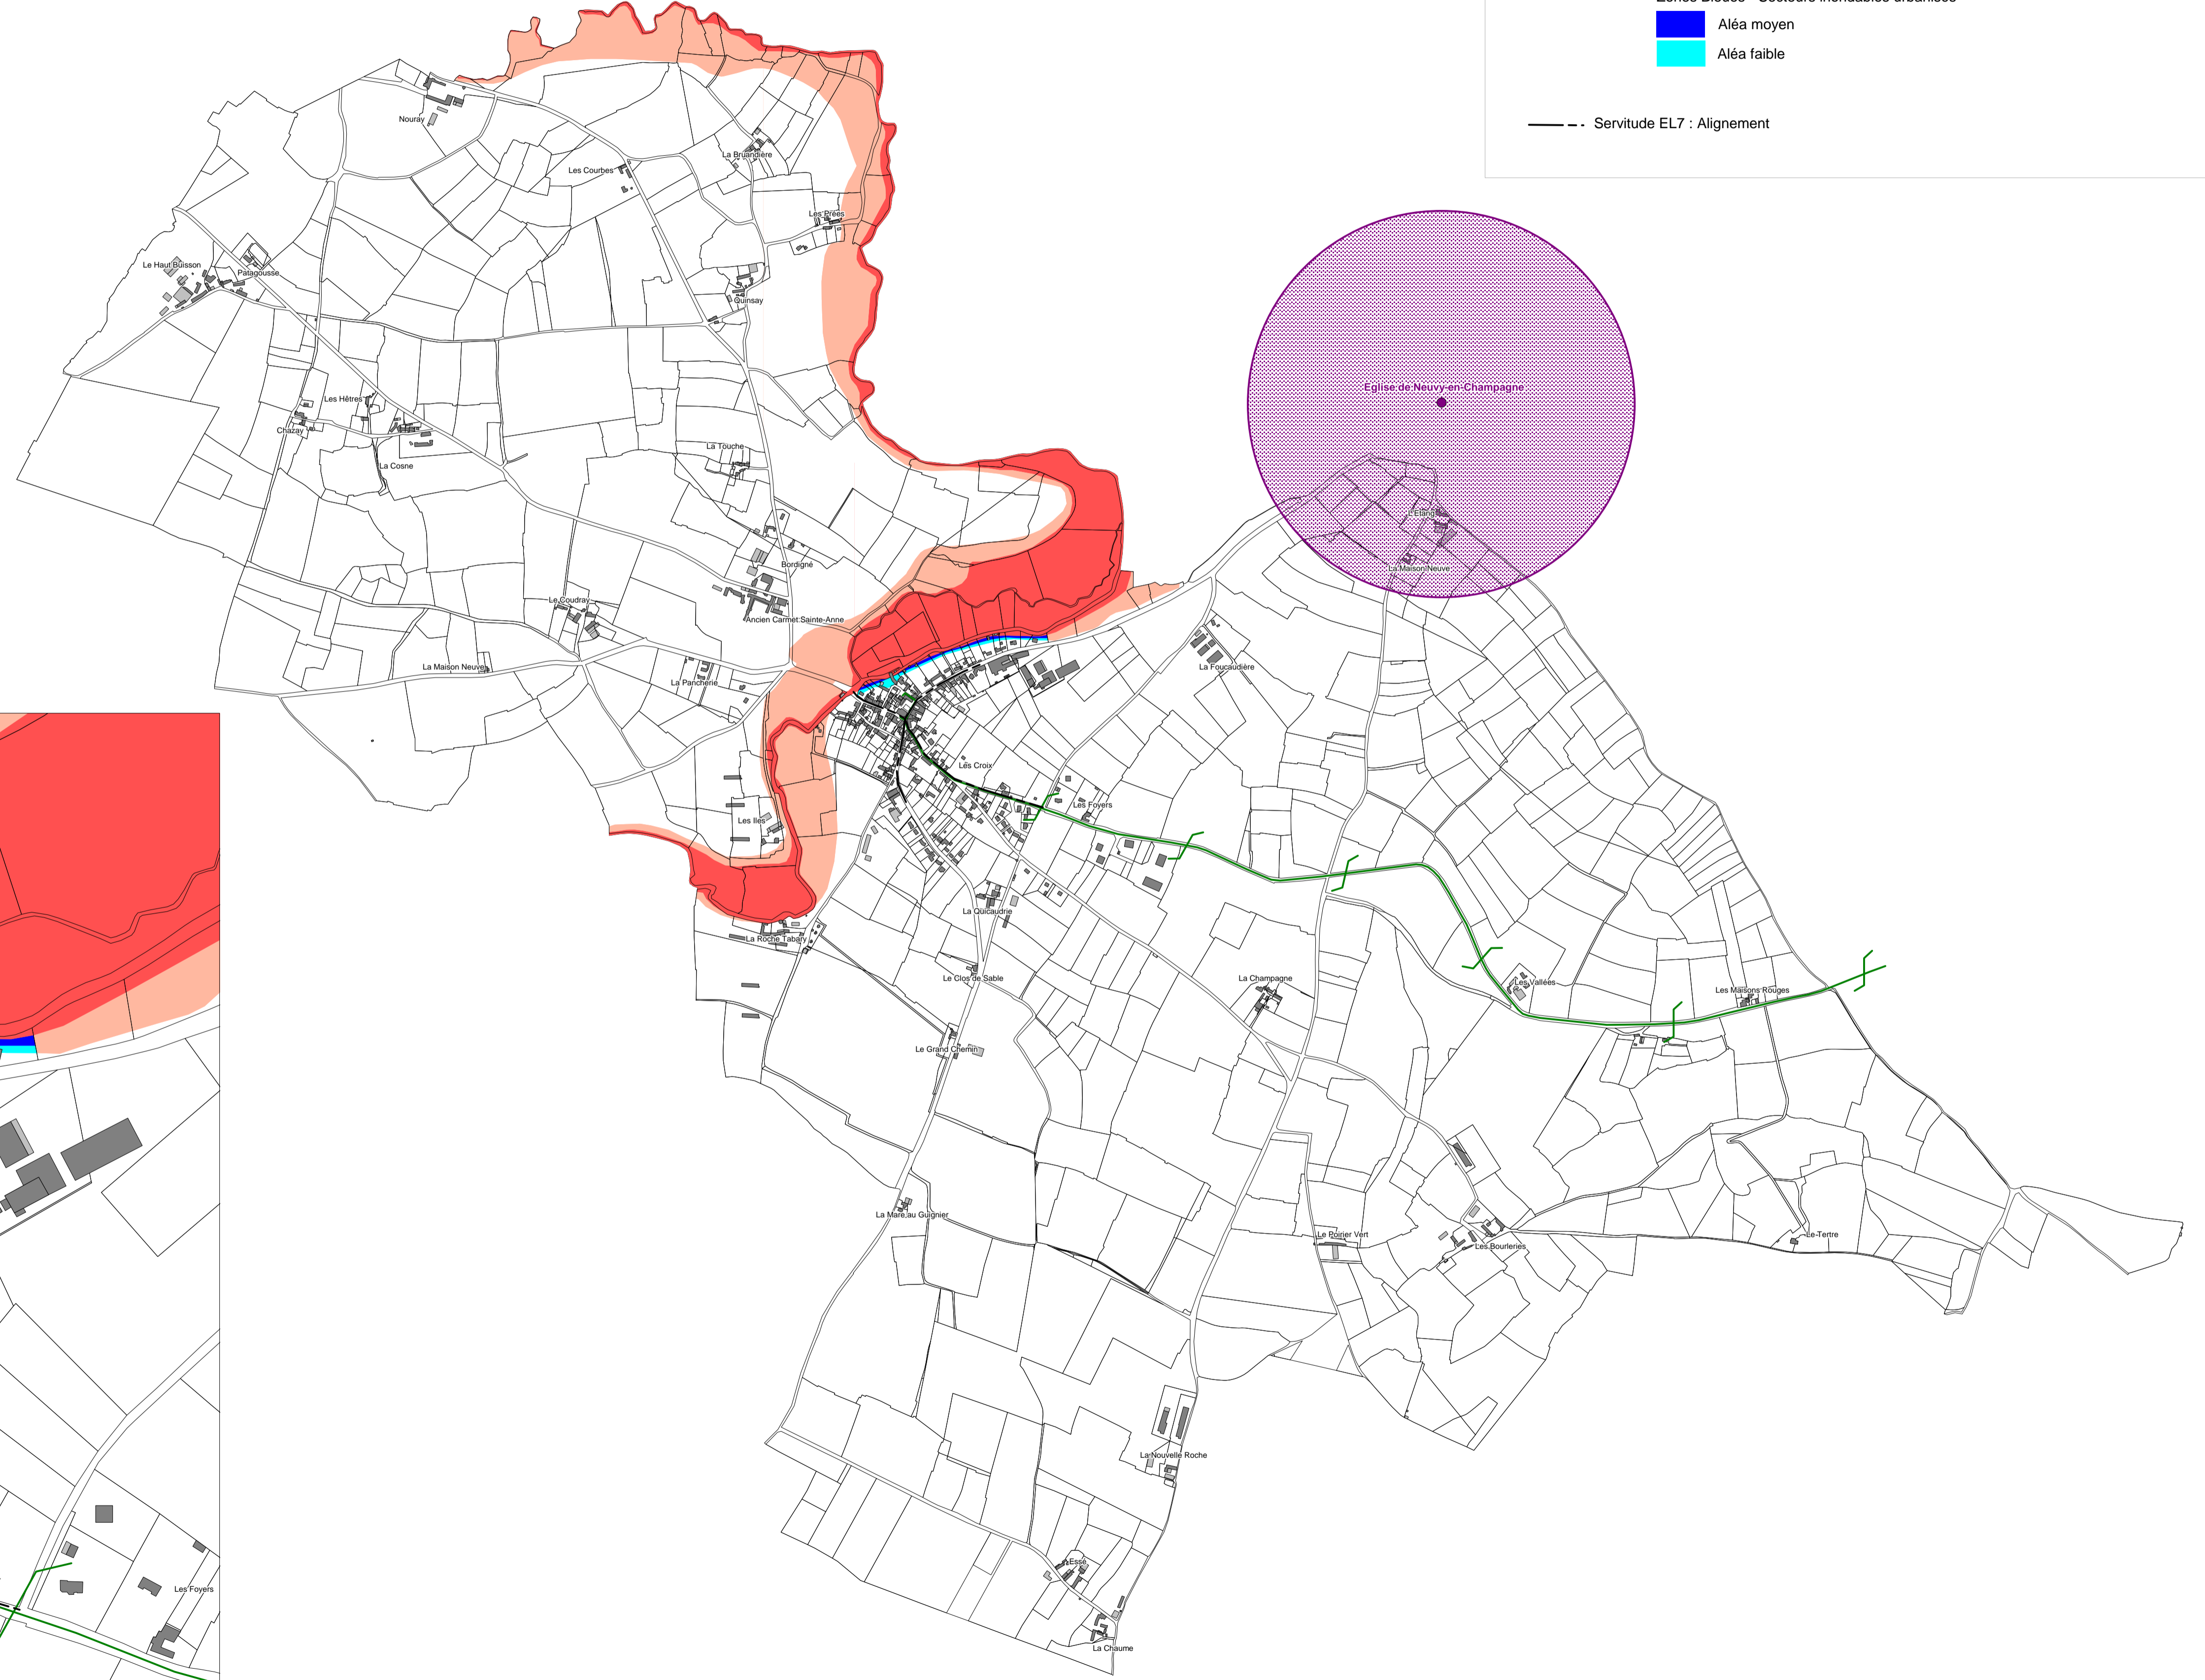 Aléa moyen
Aléa faible
Servitude EL7 : Alignement
Nouray
La Bruandière
Les Courbes
Les Prées
Le Haut Buisson
Patagousse
Quinsay
Eglise de Neuvy-en-Champagne
Les Hêtres
Chazay
La Touche
La Cosne
L'Etang
Bordigné
La Maison Neuve
Le Coudray
Ancien Carmet Sainte-Anne
La Maison Neuve
La Foucaudière
La Pancherie
Les Croix
Les Foyers
Les Iles
La Quicaudrie
La Roche Tabary
Le Clos de Sable
La Champagne
Les Vallées
Les Maisons Rouges
Le Grand Chemin
La Mare au Guignier
Le Poirier Vert
Le Tertre
Les Bourleries
La Nouvelle Roche
Essé
Les Foyers
La Chaume